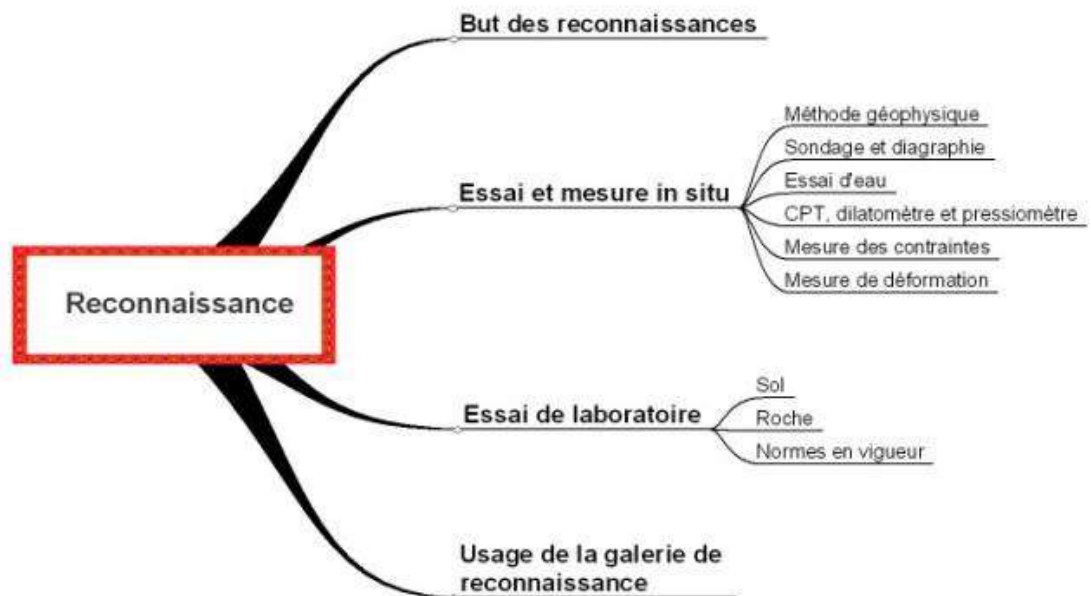 But des reconnaissances
Méthode géophysique
Sondage et diagraphie
Essai et mesure in situ
Essai d'eau
CPT, dilatomètre et pressiomètre
Mesure des contraintes
Mesure de déformation
Reconnaissance
Sol
Essai de laboratoire
Roche
Normes en vigueur
Usage de la galerie de
reconnaissance